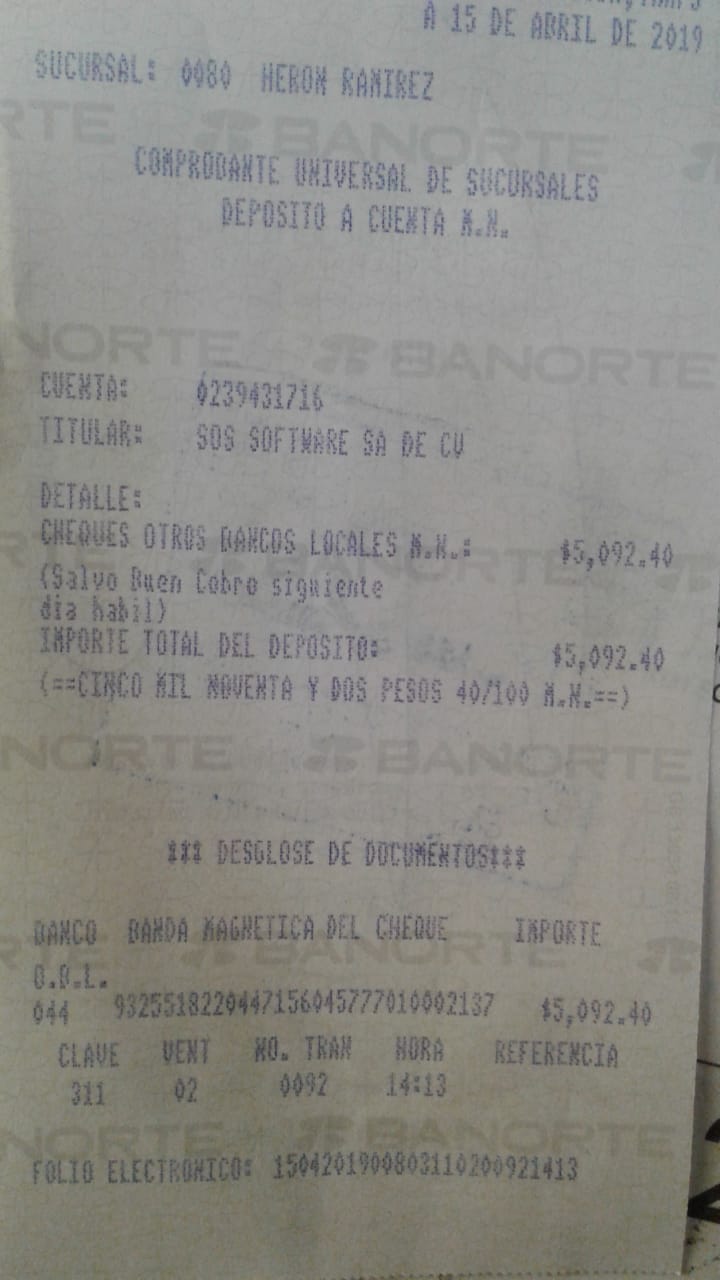 A 15 DE ABRIL DE 2019
SUCURSAL: 0080 HERON RAMIREZ
BANORTE
COMPROBANTE UNIVERSAL DE SUCURSALES
DEPOSITO A CUENTA M.N.
BANORTE
CUENTA: 0239431716
TITULAR: SOS SOFTWARE SA DE CV
DETALLE:
CHEQUES OTROS BANCOS LOCALES M.N.: $5,092.40
(Salvo Buen Cobro siguiente
dia habil)
IMPORTE TOTAL DEL DEPOSITO: $5,092.40
(==CINCO MIL NOVENTA Y DOS PESOS 40/100 M.N.==)
BANORTE
*** DESGLOSE DE DOCUMENTOS***
BANCO BANDA MAGNETICA DEL CHEQUE IMPORTE
O.B.L.
044 9325518220447156045777010002137 $5,092.40
CLAVE VENT NO. TRAN HORA REFERENCIA
311 02 0092 14:13
BANORTE
FOLIO ELECTRONICO: 1504201900803110200921413